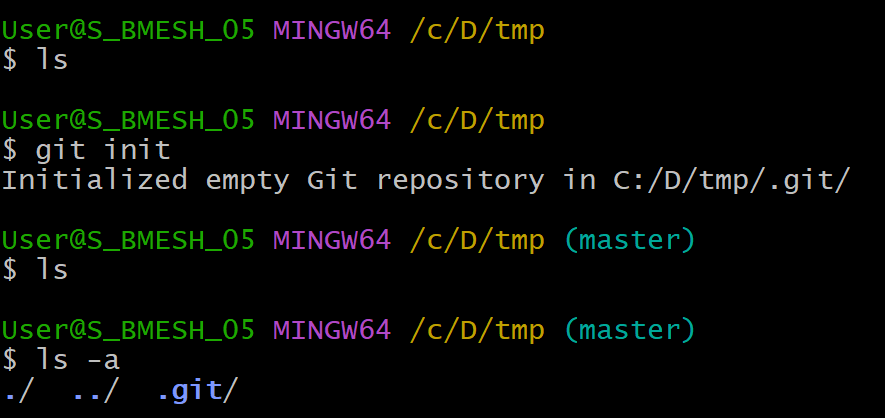 User@S_BMESH_05 MINGW64 /c/D/tmp
$ ls
User@S_BMESH_05 MINGW64 /c/D/tmp
$ git init
Initialized empty Git repository in C:/D/tmp/.git/
User@S_BMESH_05 MINGW64 /c/D/tmp (master)
$ ls
User@S_BMESH_05 MINGW64 /c/D/tmp (master)
$ ls -a
./  ../  .git/